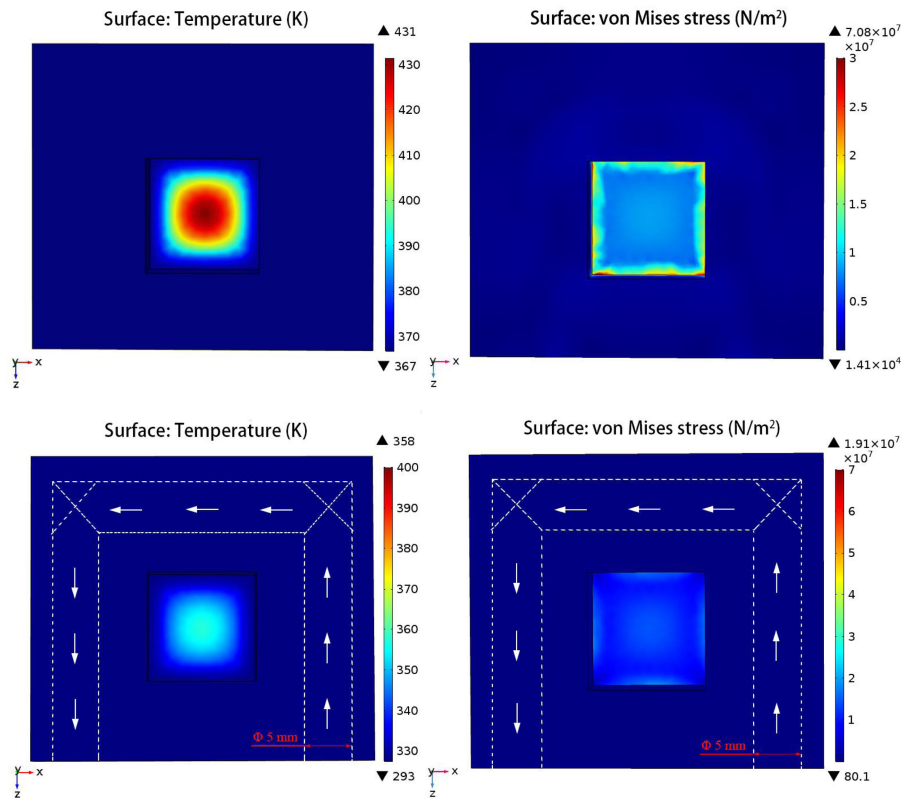 Surface: Temperature (K)
▲ 431
430
420
410
400
390
380
370
▼ 367
y x
z
Surface: von Mises stress (N/m²)
▲ 7.08×10⁷
×10⁷
3
2.5
2
1.5
1
0.5
▼ 1.41×10⁴
y x
z
Surface: Temperature (K)
▲ 358
400
390
380
370
360
350
340
330
▼ 293
Φ 5 mm
y x
z
Surface: von Mises stress (N/m²)
▲ 1.91×10⁷
×10⁷
7
6
5
4
3
2
1
▼ 80.1
Φ 5 mm
y x
z